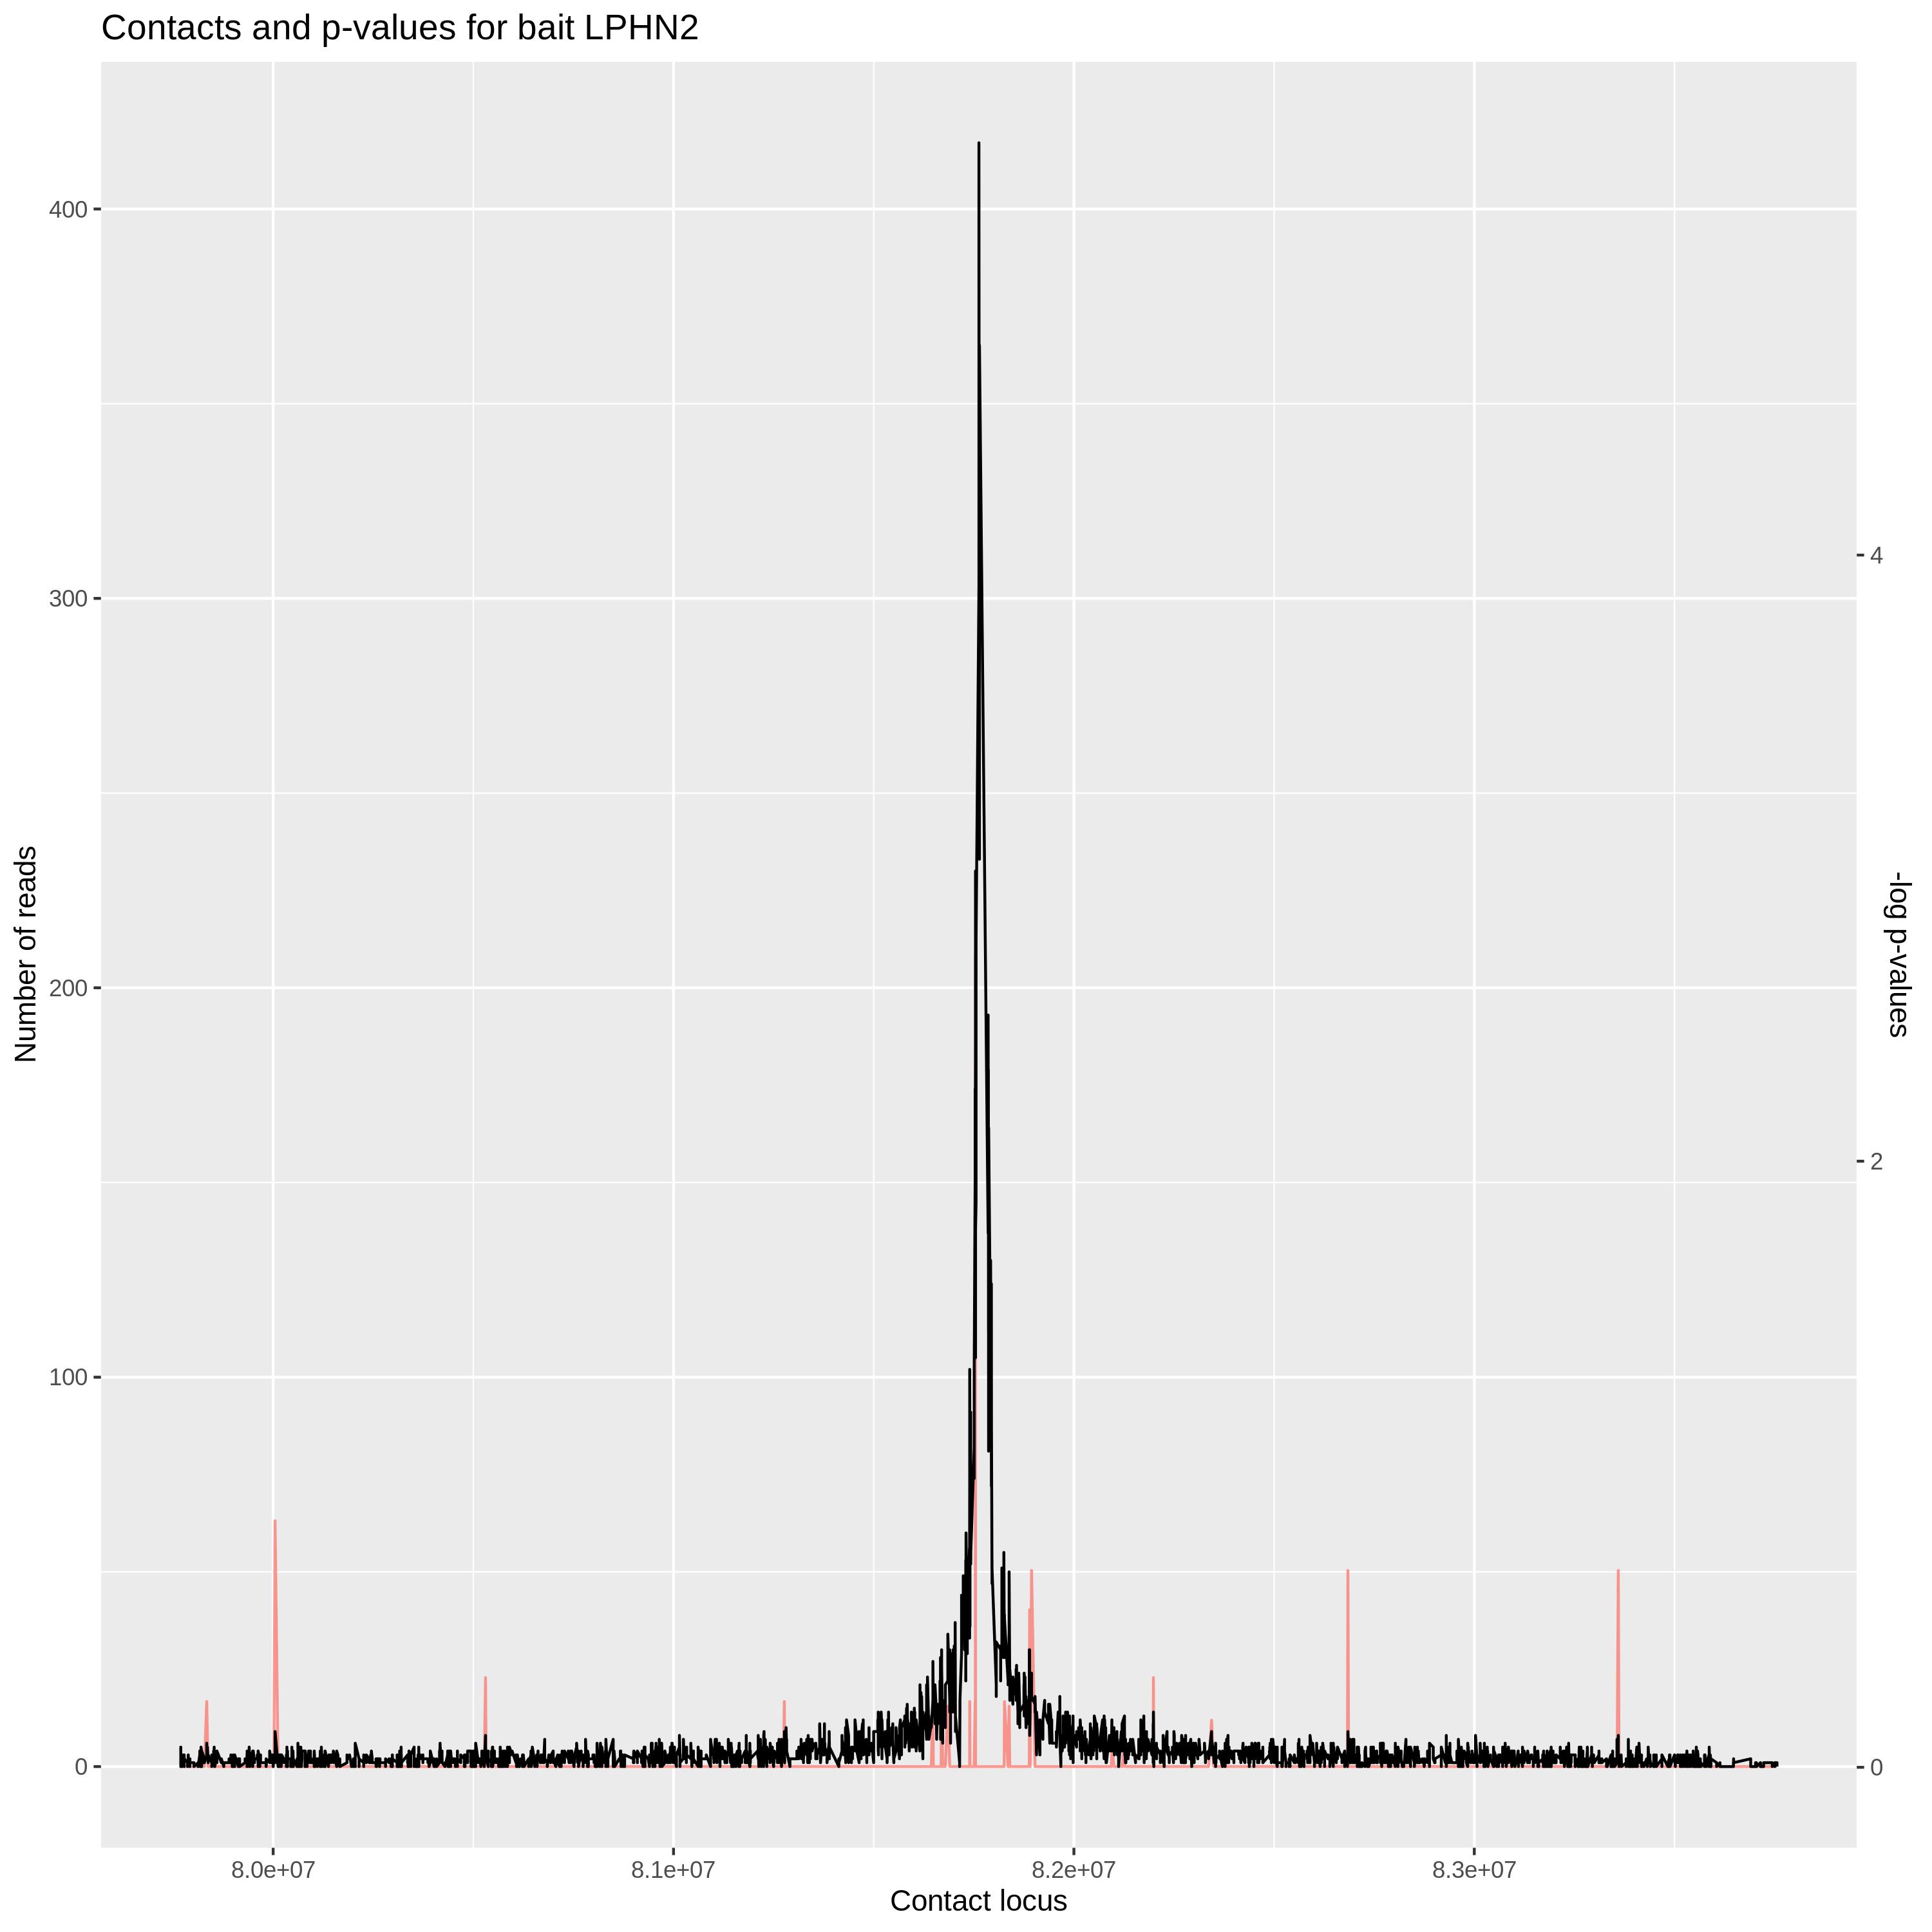 Contacts and p-values for bait LPHN2
400
300
200
100
0
Number of reads
4
2
0
-log p-values
8.0e+07
8.1e+07
8.2e+07
8.3e+07
Contact locus